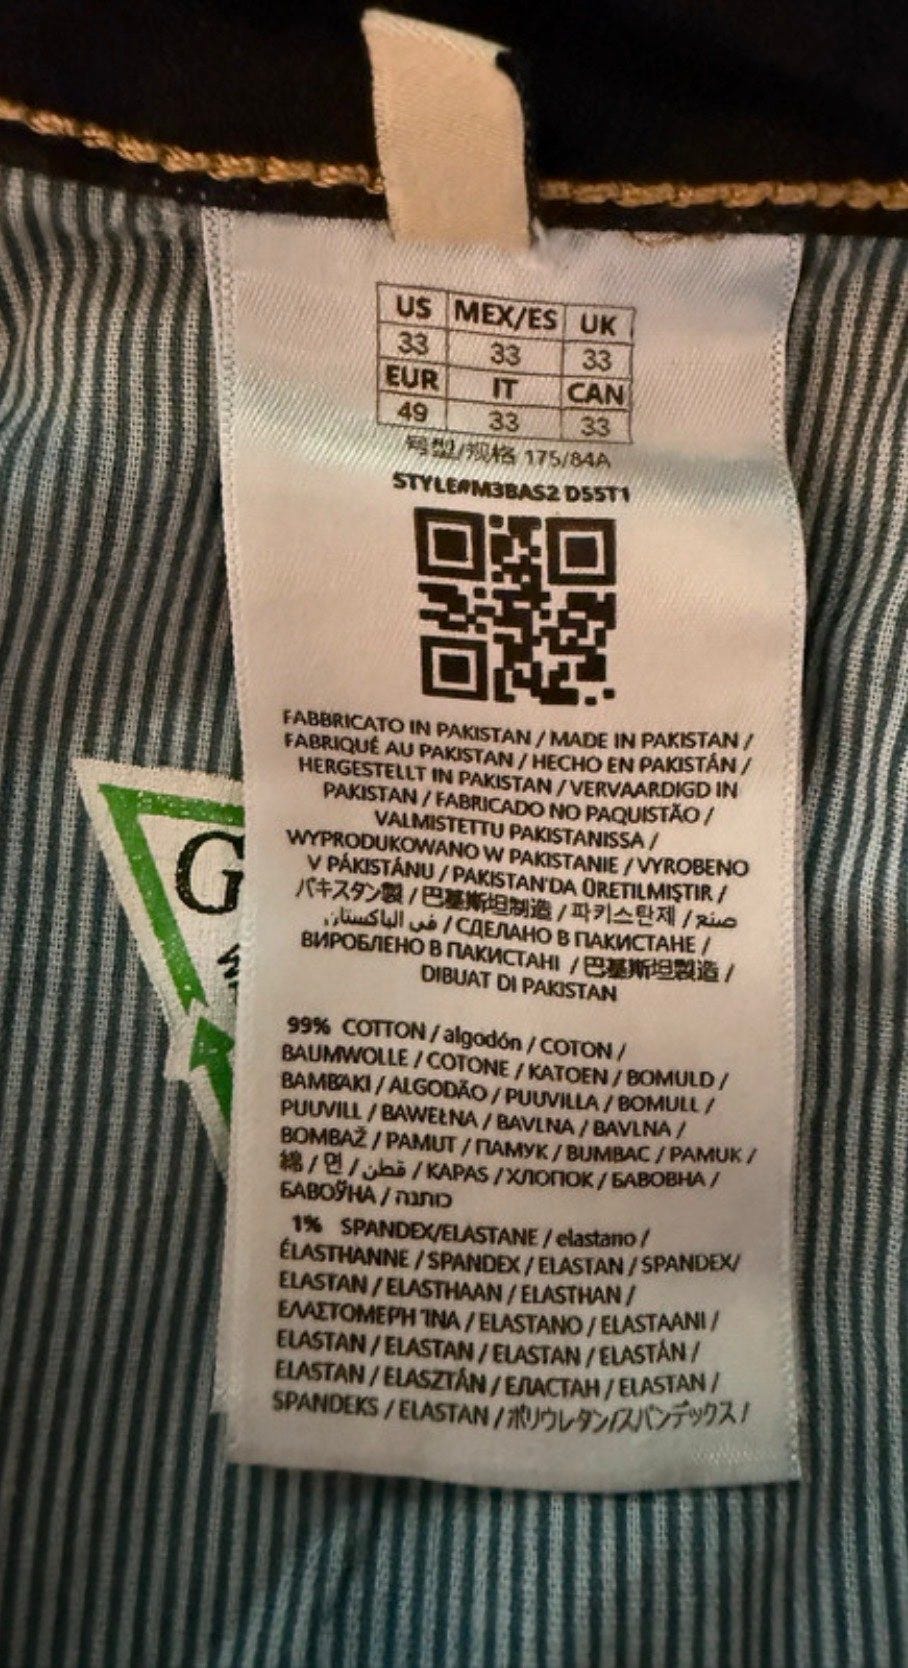 US MEX/ES UK
33 33 33
EUR IT CAN
49 33 33
号型/规格 175/84A
STYLE#M3BAS2 D55T1
FABBRICATO IN PAKISTAN / MADE IN PAKISTAN /
FABRIQUÉ AU PAKISTAN / HECHO EN PAKISTÁN /
HERGESTELLT IN PAKISTAN / VERVAARDIGD IN
PAKISTAN / FABRICADO NO PAQUISTÃO /
VALMISTETTU PAKISTANISSA /
WYPRODUKOWANO W PAKISTANIE / VYROBENO
V PÁKISTÁNU / PAKISTAN'DA ÜRETILMIŞTIR /
パキスタン製 / 巴基斯坦制造 / 파키스탄제 / صنع
في الباكستان / СДЕЛАНО В ПАКИСТАНЕ /
ВИРОБЛЕНО В ПАКИСТАНІ / 巴基斯坦製造 /
DIBUAT DI PAKISTAN
99% COTTON / algodón / COTON /
BAUMWOLLE / COTONE / KATOEN / BOMULD /
BAMBAKI / ALGODÃO / PUUVILLA / BOMULL /
PUUVILL / BAWEŁNA / BAVLNA / BAVLNA /
BOMBAŽ / PAMUT / ПАМУК / BUMBAC / PAMUK /
綿 / 면 / قطن / KAPAS / ХЛОПОК / БАВОВНА /
БАВОЎНА / כותנה
1% SPANDEX/ELASTANE / elastano /
ÉLASTHANNE / SPANDEX / ELASTAN / SPANDEX/
ELASTAN / ELASTHAAN / ELASTHAN /
ΕΛΑΣΤΟΜΕΡΗ ΊΝΑ / ELASTANO / ELASTAANI /
ELASTAN / ELASTAN / ELASTAN / ELASTÁN /
ELASTAN / ELASZTÁN / ЕЛАСТАН / ELASTAN /
SPANDEKS / ELASTAN / ポリウレタン/スパンデックス /
G